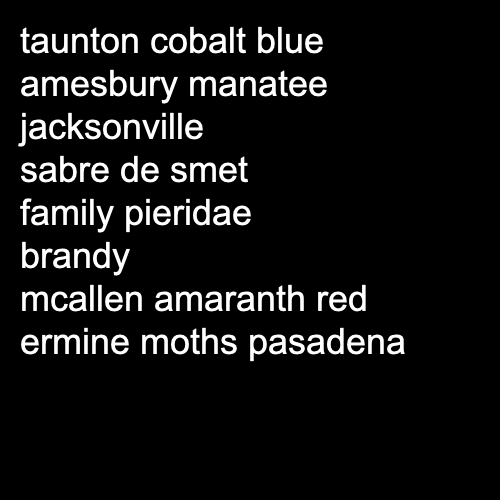 taunton cobalt blue
amesbury manatee
jacksonville
sabre de smet
family pieridae
brandy
mcallen amaranth red
ermine moths pasadena